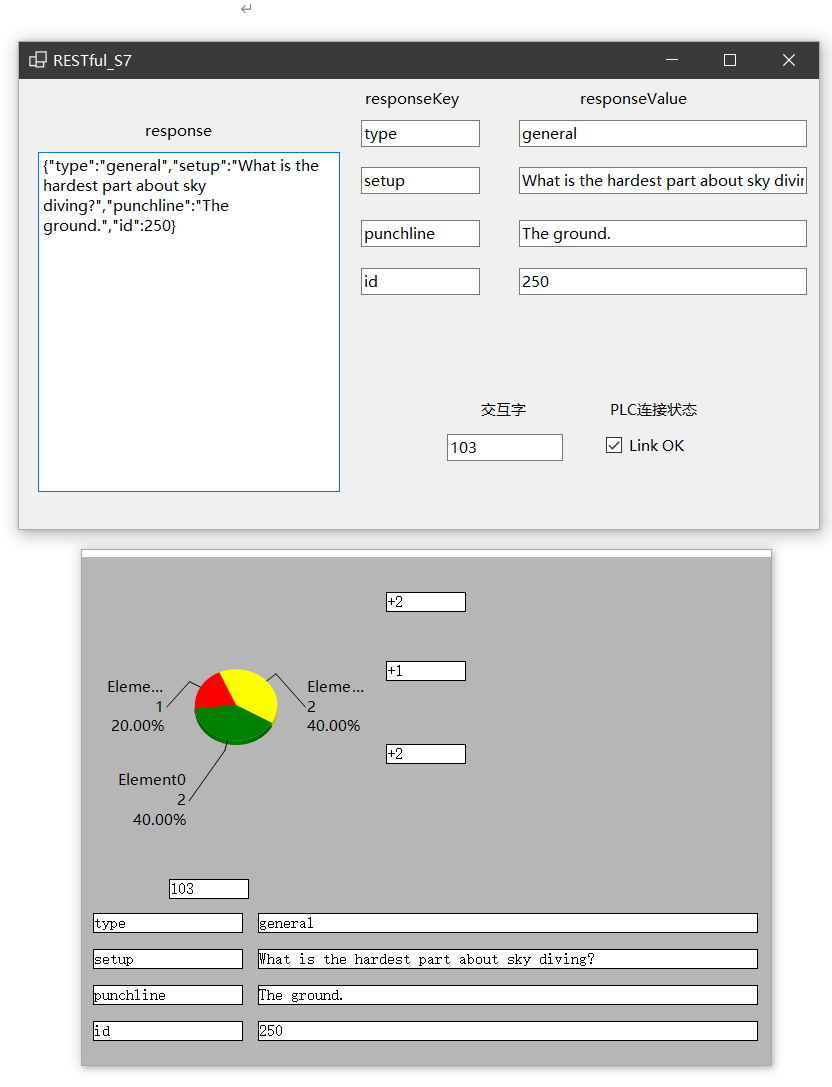 ↵
RESTful_S7
responseKey
responseValue
response
{"type":"general","setup":"What is the
hardest part about sky
diving?","punchline":"The
ground.","id":250}
type
general
setup
What is the hardest part about sky divin
punchline
The ground.
id
250
交互字
PLC连接状态
103
Link OK
+2
+1
+2
Eleme...
1
20.00%
Eleme...
2
40.00%
Element0
2
40.00%
103
type
general
setup
What is the hardest part about sky diving?
punchline
The ground.
id
250